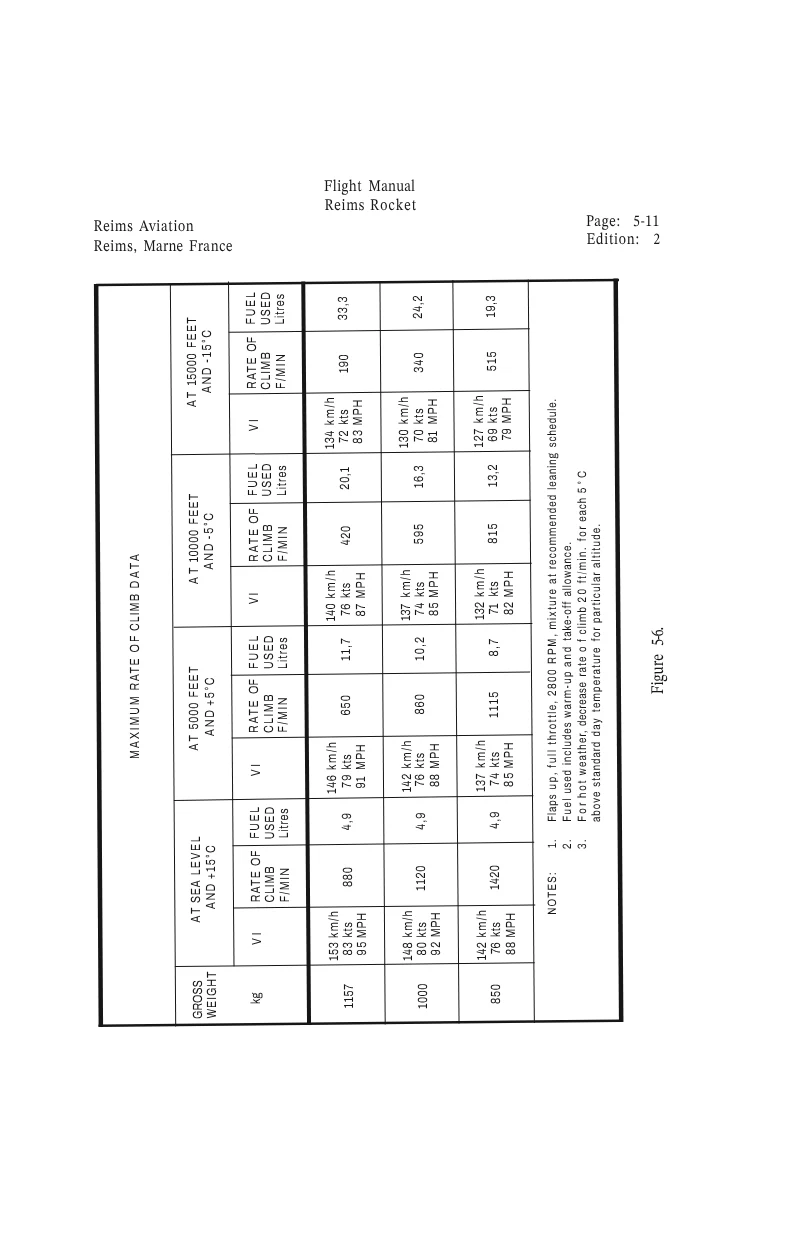 Flight Manual
Reims Rocket
Reims Aviation
Reims, Marne France
Page: 5-11
Edition: 2
MAXIMUM RATE OF CLIMB DATA
GROSS WEIGHT AT SEA LEVEL AND +15°C AT 5000 FEET AND +5°C AT 10000 FEET AND -5°C AT 15000 FEET AND -15°C
kg VI RATE OF CLIMB F/MIN FUEL USED Litres VI RATE OF CLIMB F/MIN FUEL USED Litres VI RATE OF CLIMB F/MIN FUEL USED Litres VI RATE OF CLIMB F/MIN FUEL USED Litres
1157 153 km/h 83 kts 95 MPH 880 4,9 146 km/h 79 kts 91 MPH 650 11,7 140 km/h 76 kts 87 MPH 420 20,1 134 km/h 72 kts 83 MPH 190 33,3
1000 148 km/h 80 kts 92 MPH 1120 4,9 142 km/h 76 kts 88 MPH 860 10,2 137 km/h 74 kts 85 MPH 595 16,3 130 km/h 70 kts 81 MPH 340 24,2
850 142 km/h 76 kts 88 MPH 1420 4,9 137 km/h 74 kts 85 MPH 1115 8,7 132 km/h 71 kts 82 MPH 815 13,2 127 km/h 69 kts 79 MPH 515 19,3
NOTES: 1. Flaps up, full throttle, 2800 RPM, mixture at recommended leaning schedule.
2. Fuel used includes warm-up and take-off allowance.
3. For hot weather, decrease rate of climb 20 ft/min. for each 5°C
above standard day temperature for particular altitude.
Figure 5-6.